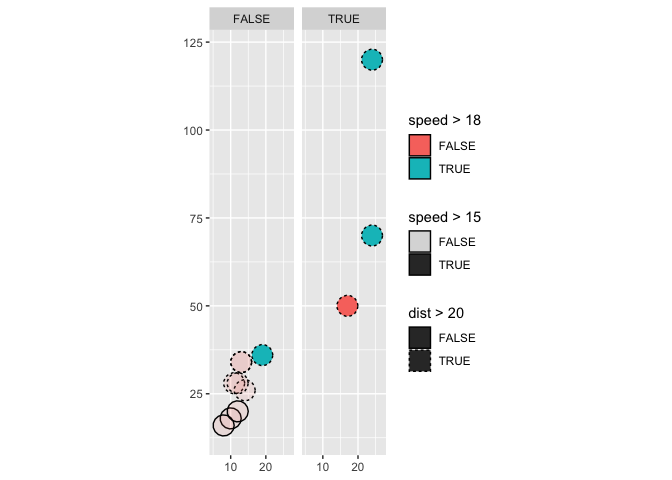 FALSE TRUE
125
100
75
50
25
10 20 10 20
speed > 18
FALSE
TRUE
speed > 15
FALSE
TRUE
dist > 20
FALSE
TRUE